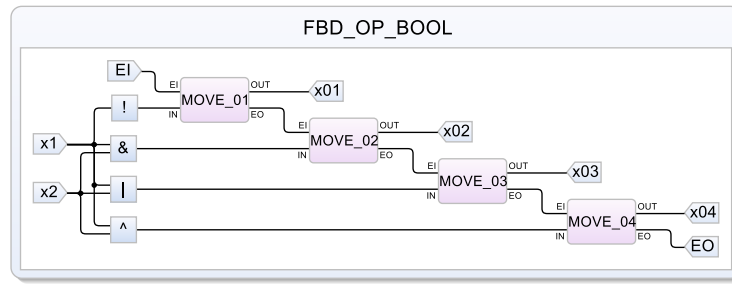 FBD_OP_BOOL
EI
EI MOVE_01 OUT x01
! IN EO
x1 & EI MOVE_02 OUT x02
IN EO
x2 | EI MOVE_03 OUT x03
IN EO
^ EI MOVE_04 OUT x04
IN EO EO